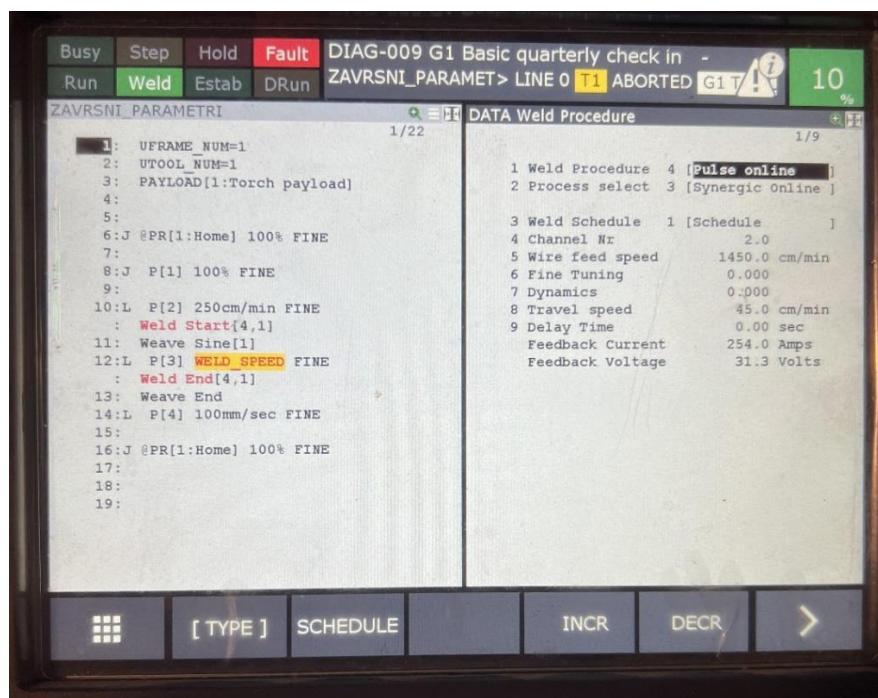 Busy Step Hold Fault DIAG-009 G1 Basic quarterly check in -
Run Weld Estab DRun ZAVRSNI_PARAMET> LINE 0 T1 ABORTED G1 10
%
ZAVRSNI_PARAMETRI
1/22
1: UFRAME_NUM=1
2: UTOOL_NUM=1
3: PAYLOAD[1:Torch payload]
4:
5:
6:J @PR[1:Home] 100% FINE
7:
8:J P[1] 100% FINE
9:
10:L P[2] 250cm/min FINE
: Weld Start[4,1]
11: Weave Sine[1]
12:L P[3] WELD_SPEED FINE
: Weld End[4,1]
13: Weave End
14:L P[4] 100mm/sec FINE
15:
16:J @PR[1:Home] 100% FINE
17:
18:
19:
DATA Weld Procedure
1/9
1 Weld Procedure 4 [Pulse online ]
2 Process select 3 [Synergic Online ]
3 Weld Schedule 1 [Schedule ]
4 Channel Nr 2.0
5 Wire feed speed 1450.0 cm/min
6 Fine Tuning 0.000
7 Dynamics 0.000
8 Travel speed 45.0 cm/min
9 Delay Time 0.00 sec
Feedback Current 254.0 Amps
Feedback Voltage 31.3 Volts
[ TYPE ] SCHEDULE INCR DECR >